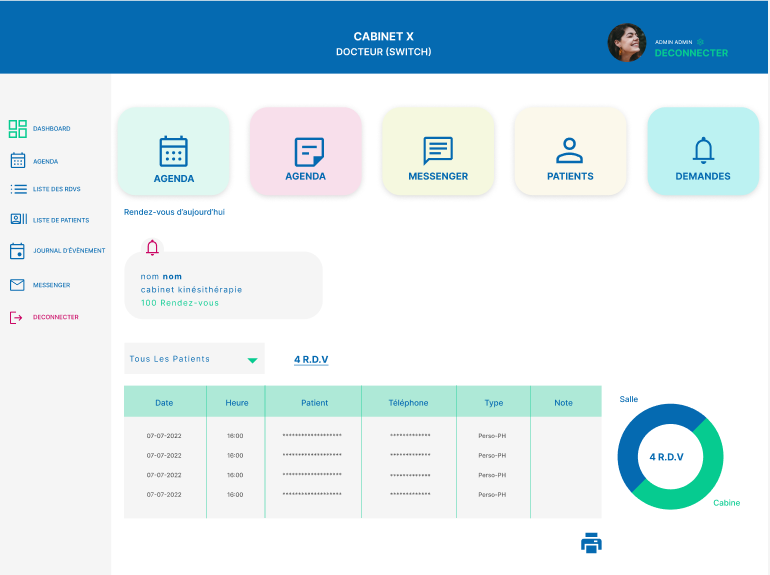 CABINET X
DOCTEUR (SWITCH)
ADMIN ADMIN
DECONNECTER
DASHBOARD
AGENDA
LISTE DES RDVS
LISTE DE PATIENTS
JOURNAL D'ÉVÈNEMENT
MESSENGER
DECONNECTER
AGENDA
AGENDA
MESSENGER
PATIENTS
DEMANDES
Rendez-vous d'aujourd'hui
nom nom
cabinet kinésithérapie
100 Rendez-vous
Tous Les Patients
4 R.D.V
Date Heure Patient Téléphone Type Note
07-07-2022 16:00 ******************* ************* Perso-PH
07-07-2022 16:00 ******************* ************* Perso-PH
07-07-2022 16:00 ******************* ************* Perso-PH
07-07-2022 16:00 ******************* ************* Perso-PH
Salle
4 R.D.V
Cabine